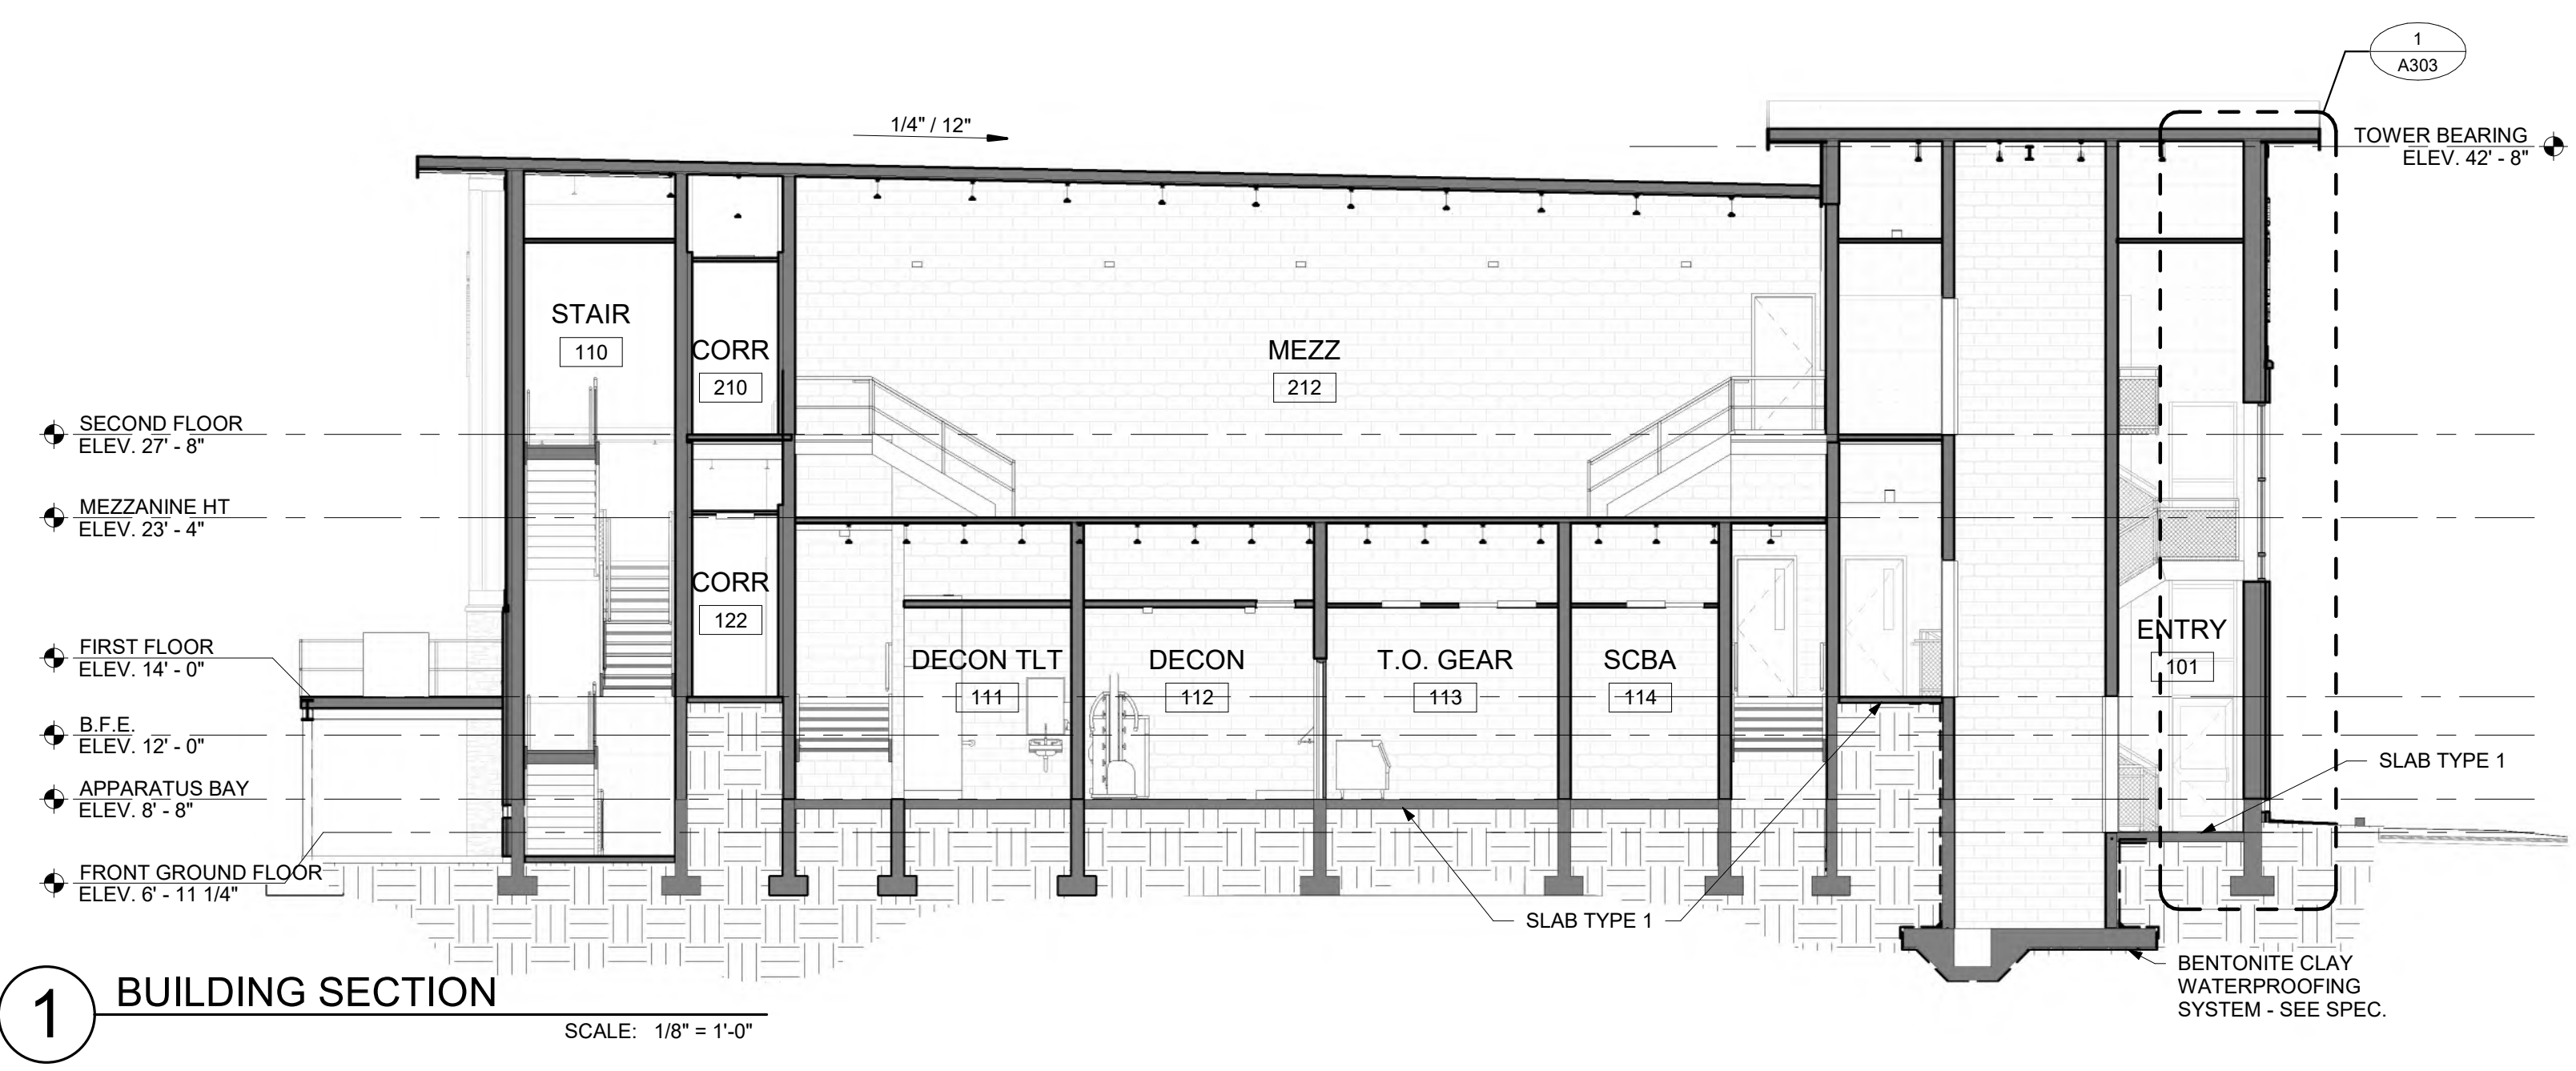 1
A303
1/4" / 12"
TOWER BEARING
ELEV. 42' - 8"
STAIR
110
CORR
210
MEZZ
212
SECOND FLOOR
ELEV. 27' - 8"
MEZZANINE HT
ELEV. 23' - 4"
CORR
122
FIRST FLOOR
ELEV. 14' - 0"
DECON TLT
111
DECON
112
T.O. GEAR
113
SCBA
114
ENTRY
101
B.F.E.
ELEV. 12' - 0"
SLAB TYPE 1
APPARATUS BAY
ELEV. 8' - 8"
FRONT GROUND FLOOR
ELEV. 6' - 11 1/4"
SLAB TYPE 1
BENTONITE CLAY
WATERPROOFING
SYSTEM - SEE SPEC.
1
BUILDING SECTION
SCALE: 1/8" = 1'-0"